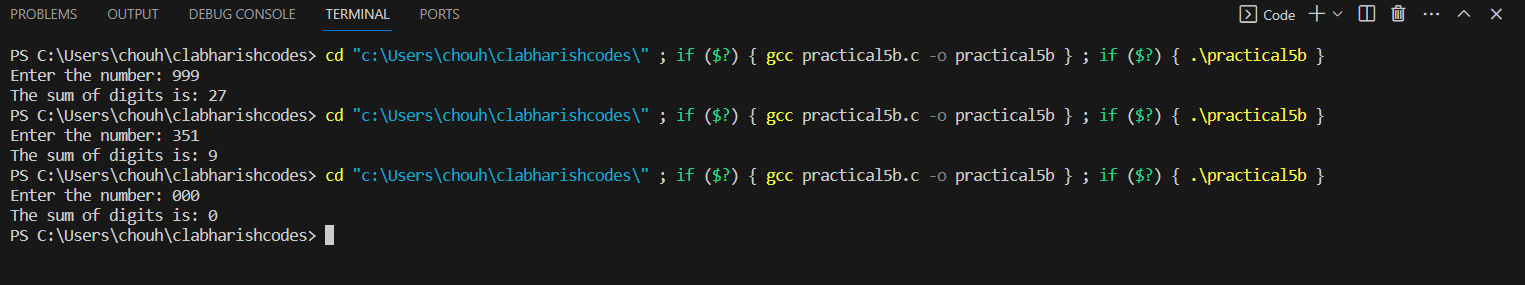 PROBLEMS OUTPUT DEBUG CONSOLE TERMINAL PORTS Code
PS C:\Users\chouh\clabharishcodes> cd "c:\Users\chouh\clabharishcodes\" ; if ($?) { gcc practical5b.c -o practical5b } ; if ($?) { .\practical5b }
Enter the number: 999
The sum of digits is: 27
PS C:\Users\chouh\clabharishcodes> cd "c:\Users\chouh\clabharishcodes\" ; if ($?) { gcc practical5b.c -o practical5b } ; if ($?) { .\practical5b }
Enter the number: 351
The sum of digits is: 9
PS C:\Users\chouh\clabharishcodes> cd "c:\Users\chouh\clabharishcodes\" ; if ($?) { gcc practical5b.c -o practical5b } ; if ($?) { .\practical5b }
Enter the number: 000
The sum of digits is: 0
PS C:\Users\chouh\clabharishcodes>